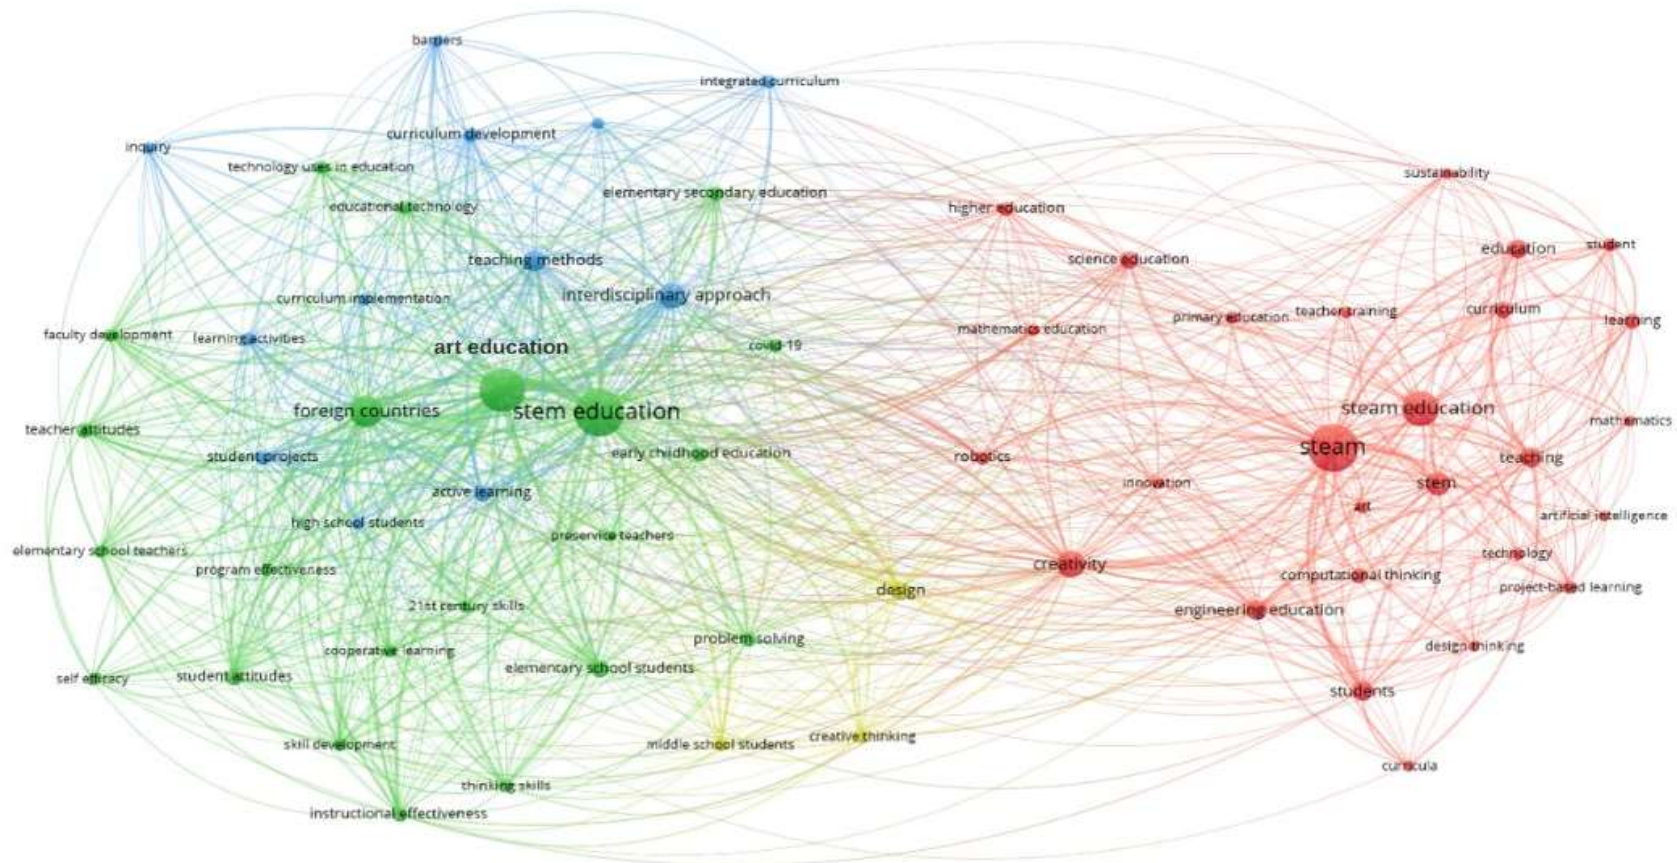 barriers
integrated curriculum
curriculum development
inquiry
technology uses in education
sustainability
elementary secondary education
educational technology
higher education
education
student
teaching methods
science education
interdisciplinary approach
curriculum implementation
curriculum
teacher training
primary education
learning
mathematics education
faculty development
learning activities
covid-19
art education
foreign countries
stem education
steam education
mathematics
teacher attitudes
steam
early childhood education
student projects
robotics
teaching
innovation
stem
active learning
art
artificial intelligence
high school students
preservice teachers
elementary school teachers
technology
creativity
program effectiveness
computational thinking
project-based learning
design
21st century skills
engineering education
problem solving
design thinking
cooperative learning
elementary school students
student attitudes
self efficacy
students
creative thinking
skill development
middle school students
curricula
thinking skills
instructional effectiveness